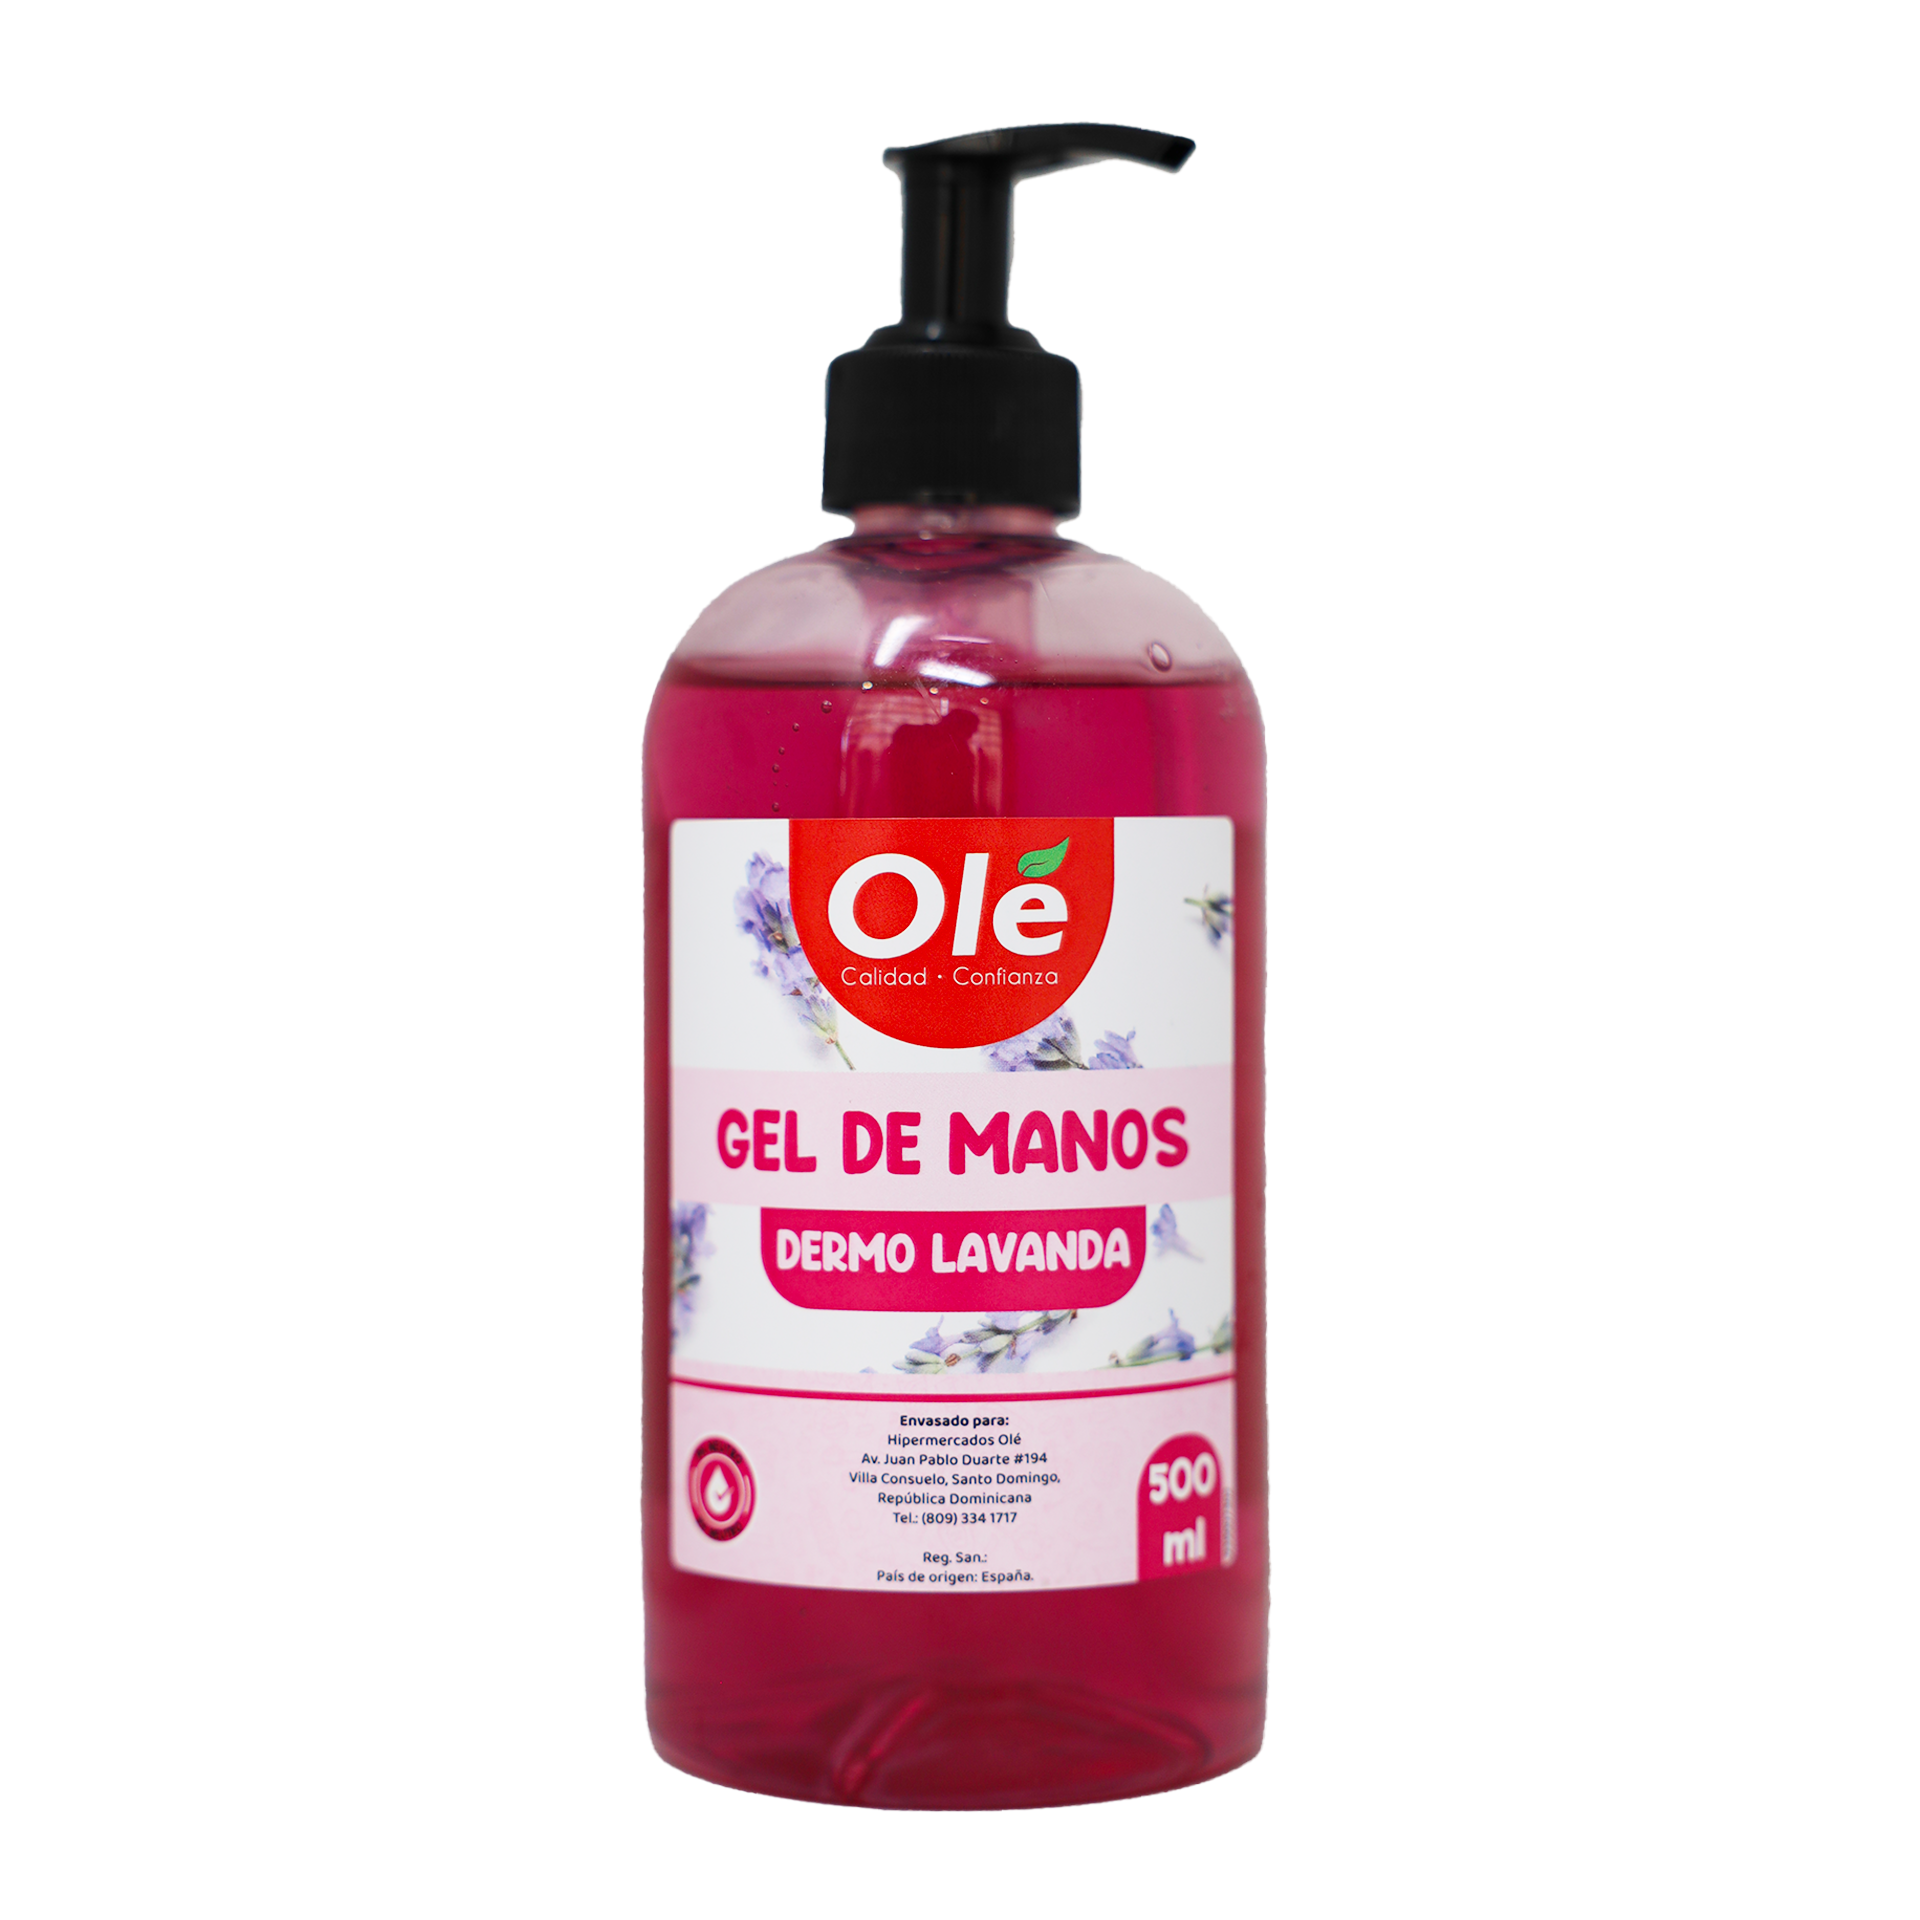 Olé
Calidad · Confianza
GEL DE MANOS
DERMO LAVANDA
Envasado para:
Hipermercados Olé
Av. Juan Pablo Duarte #194
Villa Consuelo, Santo Domingo,
República Dominicana
Tel.: (809) 334 1717
Reg. San.:
País de origen: España.
500
ml